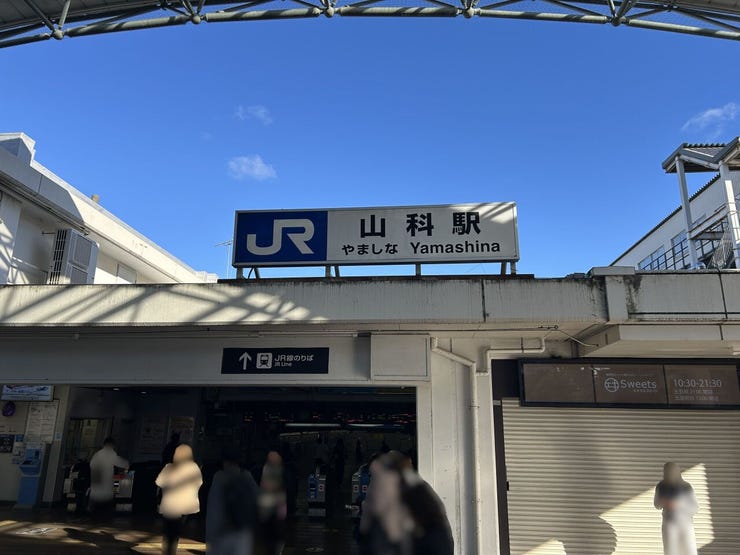 JR
山科駅
やましな Yamashina
↑ JR線のりば
JR Line
Sweets
10:30-21:30